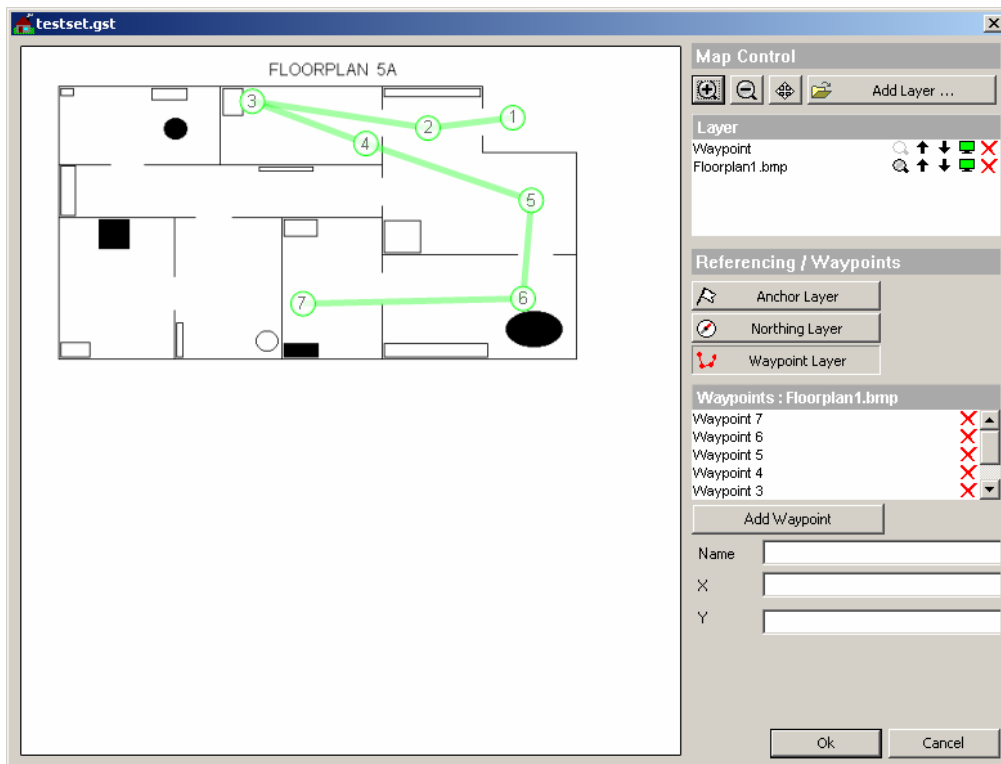 testset.gst
FLOORPLAN 5A
3
1
2
4
5
6
7
Map Control
Add Layer ...
Layer
Waypoint
Floorplan1.bmp
Referencing / Waypoints
Anchor Layer
Northing Layer
Waypoint Layer
Waypoints : Floorplan1.bmp
Waypoint 7
Waypoint 6
Waypoint 5
Waypoint 4
Waypoint 3
Add Waypoint
Name
X
Y
Ok
Cancel